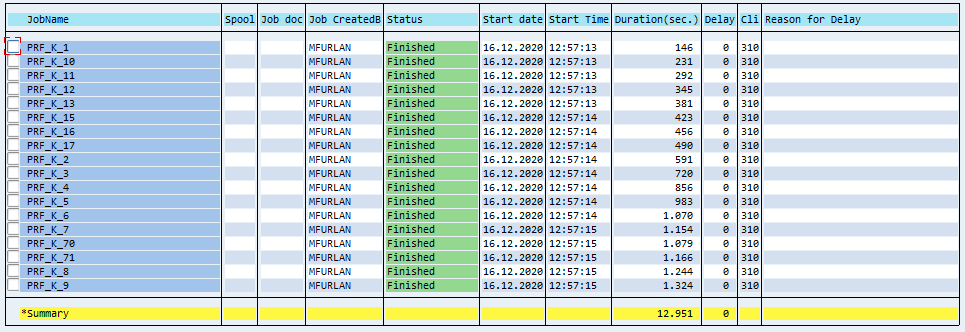 JobName Spool Job doc Job CreatedB Status Start date Start Time Duration(sec.) Delay Cli Reason for Delay
PRF_K_1 MFURLAN Finished 16.12.2020 12:57:13 146 0 310
PRF_K_10 MFURLAN Finished 16.12.2020 12:57:13 231 0 310
PRF_K_11 MFURLAN Finished 16.12.2020 12:57:13 292 0 310
PRF_K_12 MFURLAN Finished 16.12.2020 12:57:13 345 0 310
PRF_K_13 MFURLAN Finished 16.12.2020 12:57:13 381 0 310
PRF_K_15 MFURLAN Finished 16.12.2020 12:57:14 423 0 310
PRF_K_16 MFURLAN Finished 16.12.2020 12:57:14 456 0 310
PRF_K_17 MFURLAN Finished 16.12.2020 12:57:14 490 0 310
PRF_K_2 MFURLAN Finished 16.12.2020 12:57:14 591 0 310
PRF_K_3 MFURLAN Finished 16.12.2020 12:57:14 720 0 310
PRF_K_4 MFURLAN Finished 16.12.2020 12:57:14 856 0 310
PRF_K_5 MFURLAN Finished 16.12.2020 12:57:14 983 0 310
PRF_K_6 MFURLAN Finished 16.12.2020 12:57:14 1.070 0 310
PRF_K_7 MFURLAN Finished 16.12.2020 12:57:15 1.154 0 310
PRF_K_70 MFURLAN Finished 16.12.2020 12:57:15 1.079 0 310
PRF_K_71 MFURLAN Finished 16.12.2020 12:57:15 1.166 0 310
PRF_K_8 MFURLAN Finished 16.12.2020 12:57:15 1.244 0 310
PRF_K_9 MFURLAN Finished 16.12.2020 12:57:15 1.324 0 310
*Summary 12.951 0